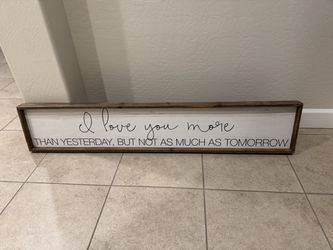 I love you more
THAN YESTERDAY, BUT NOT AS MUCH AS TOMORROW